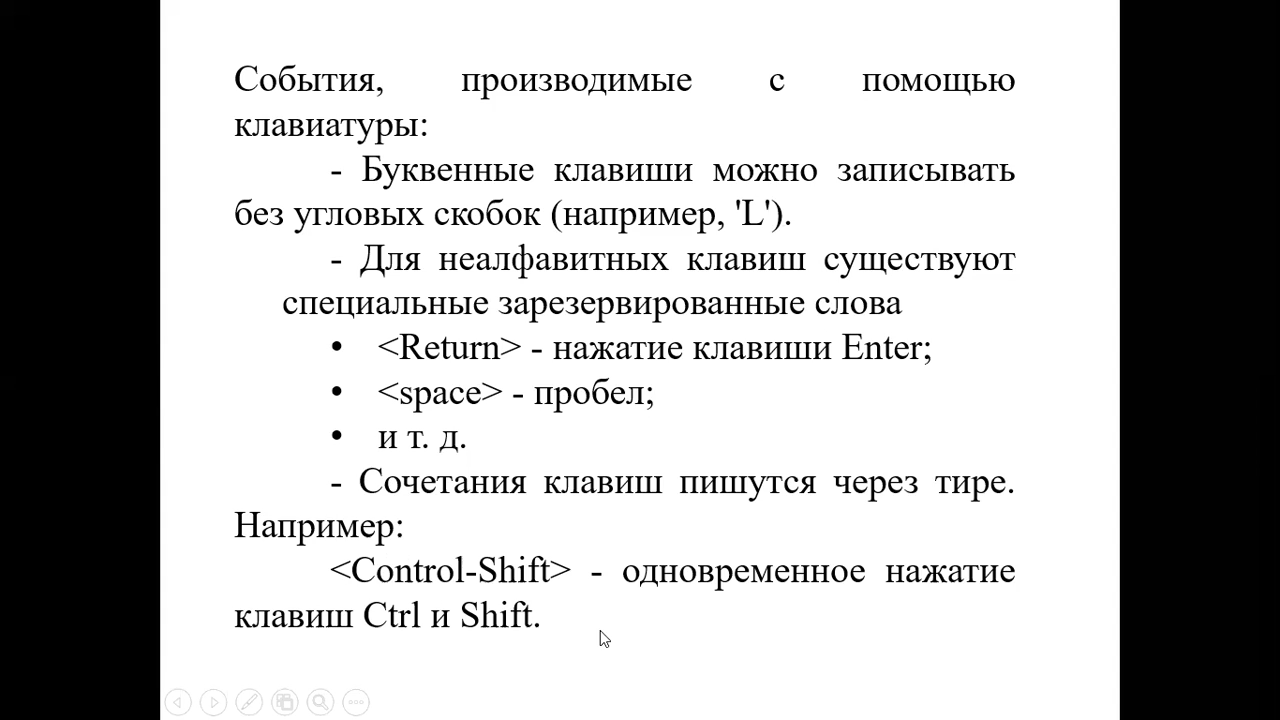 События, производимые с помощью
клавиатуры:
- Буквенные клавиши можно записывать
без угловых скобок (например, 'L').
- Для неалфавитных клавиш существуют
специальные зарезервированные слова
• <Return> - нажатие клавиши Enter;
• <space> - пробел;
• и т. д.
- Сочетания клавиш пишутся через тире.
Например:
<Control-Shift> - одновременное нажатие
клавиш Ctrl и Shift.